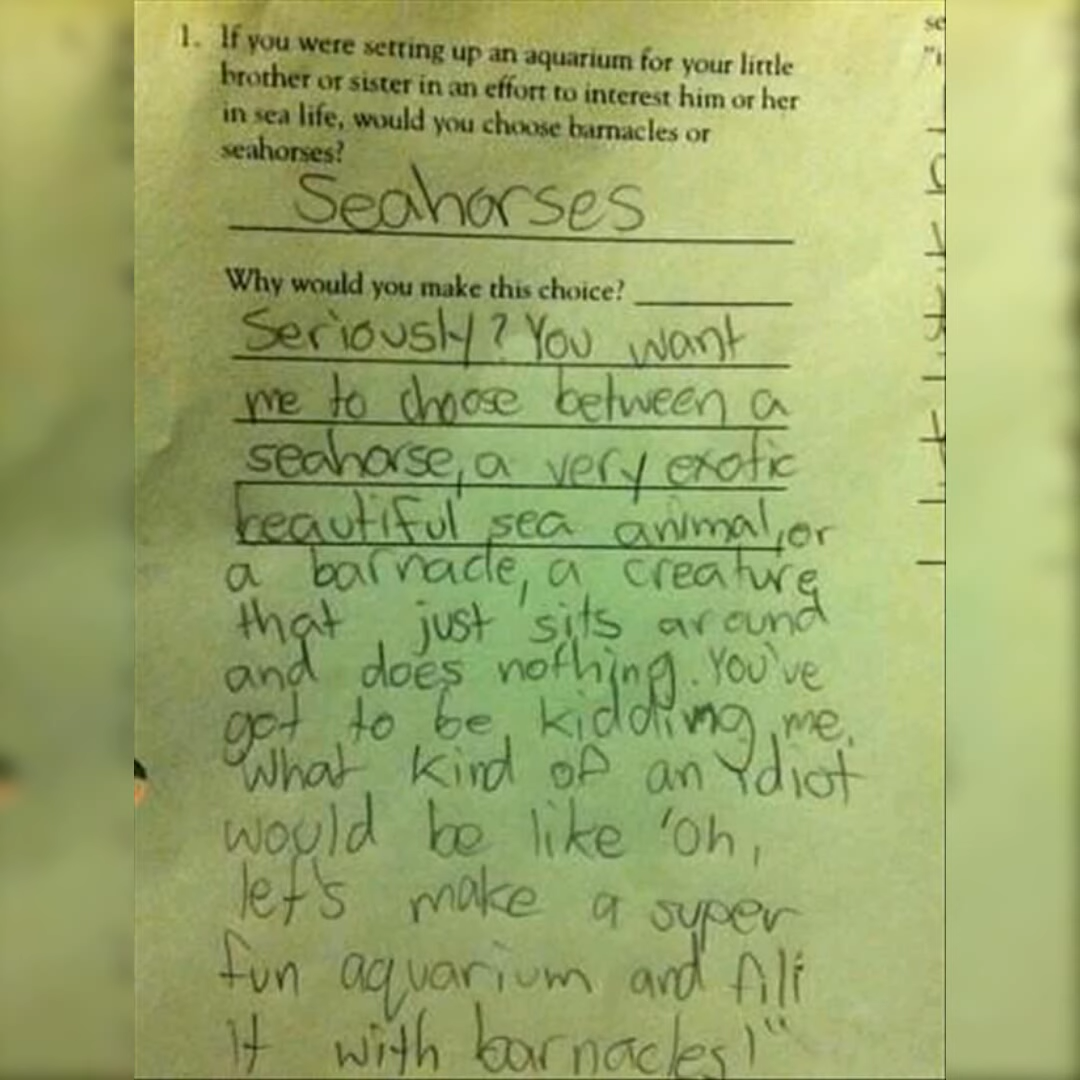 1. If you were setting up an aquarium for your little
brother or sister in an effort to interest him or her
in sea life, would you choose barnacles or
seahorses?
Seahorses
Why would you make this choice?
Seriously? You want
me to choose between a
seahorse, a very exotic
beautiful sea animal, or
a barnacle, a creature
that just sits around
and does nothing. You've
got to be kidding me.
What kind of an idiot
would be like 'Oh,
let's make a super
fun aquarium and fill
it with barnacles!"